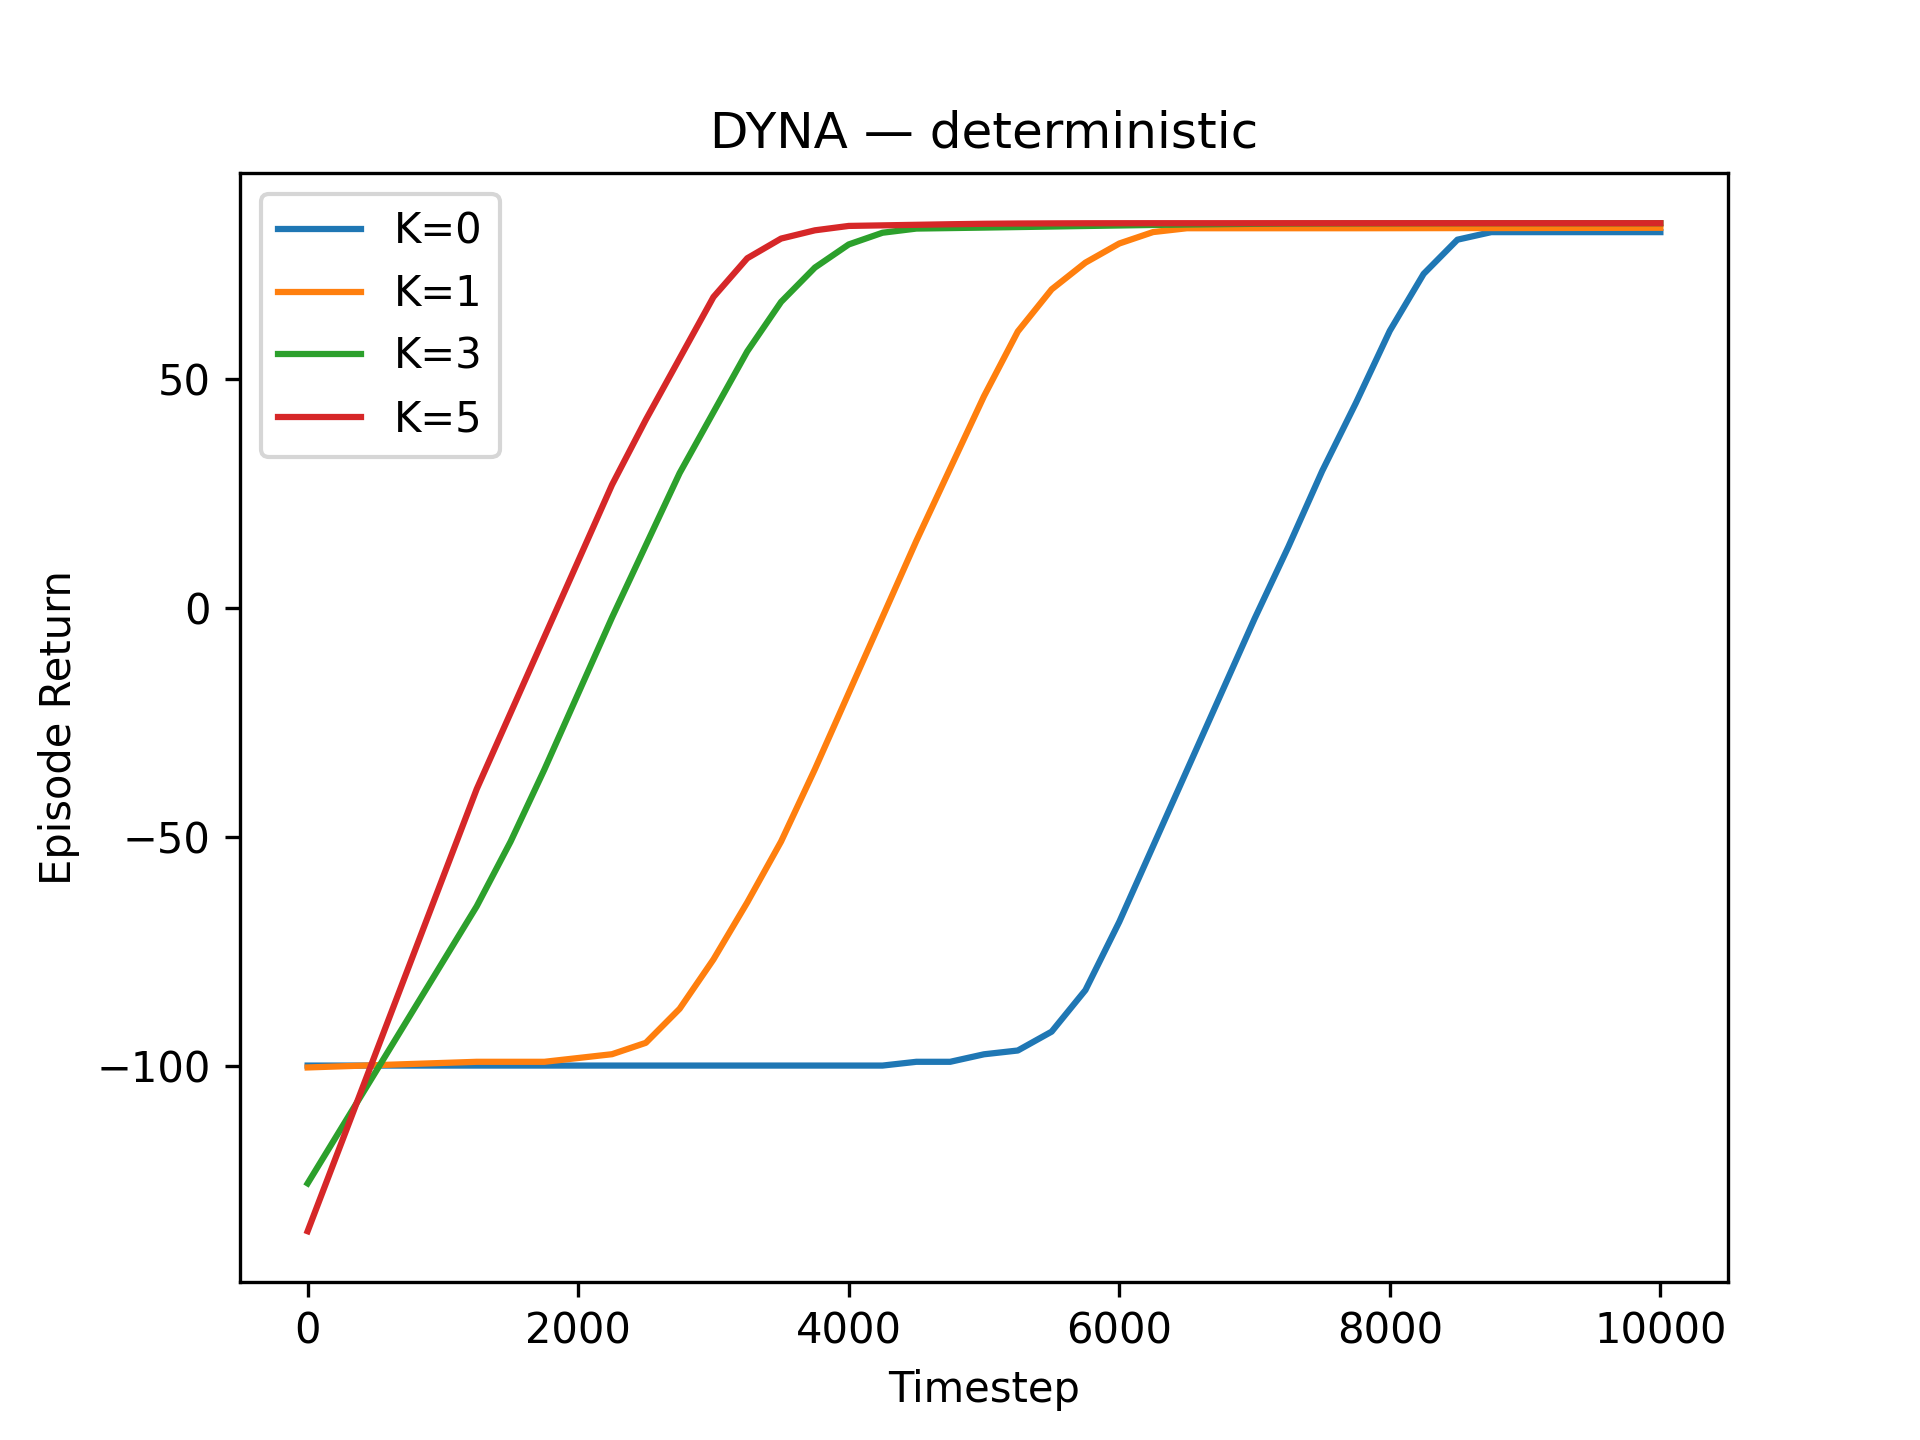 DYNA — deterministic
K=0
K=1
K=3
K=5
50
0
−50
−100
Episode Return
0 2000 4000 6000 8000 10000
Timestep